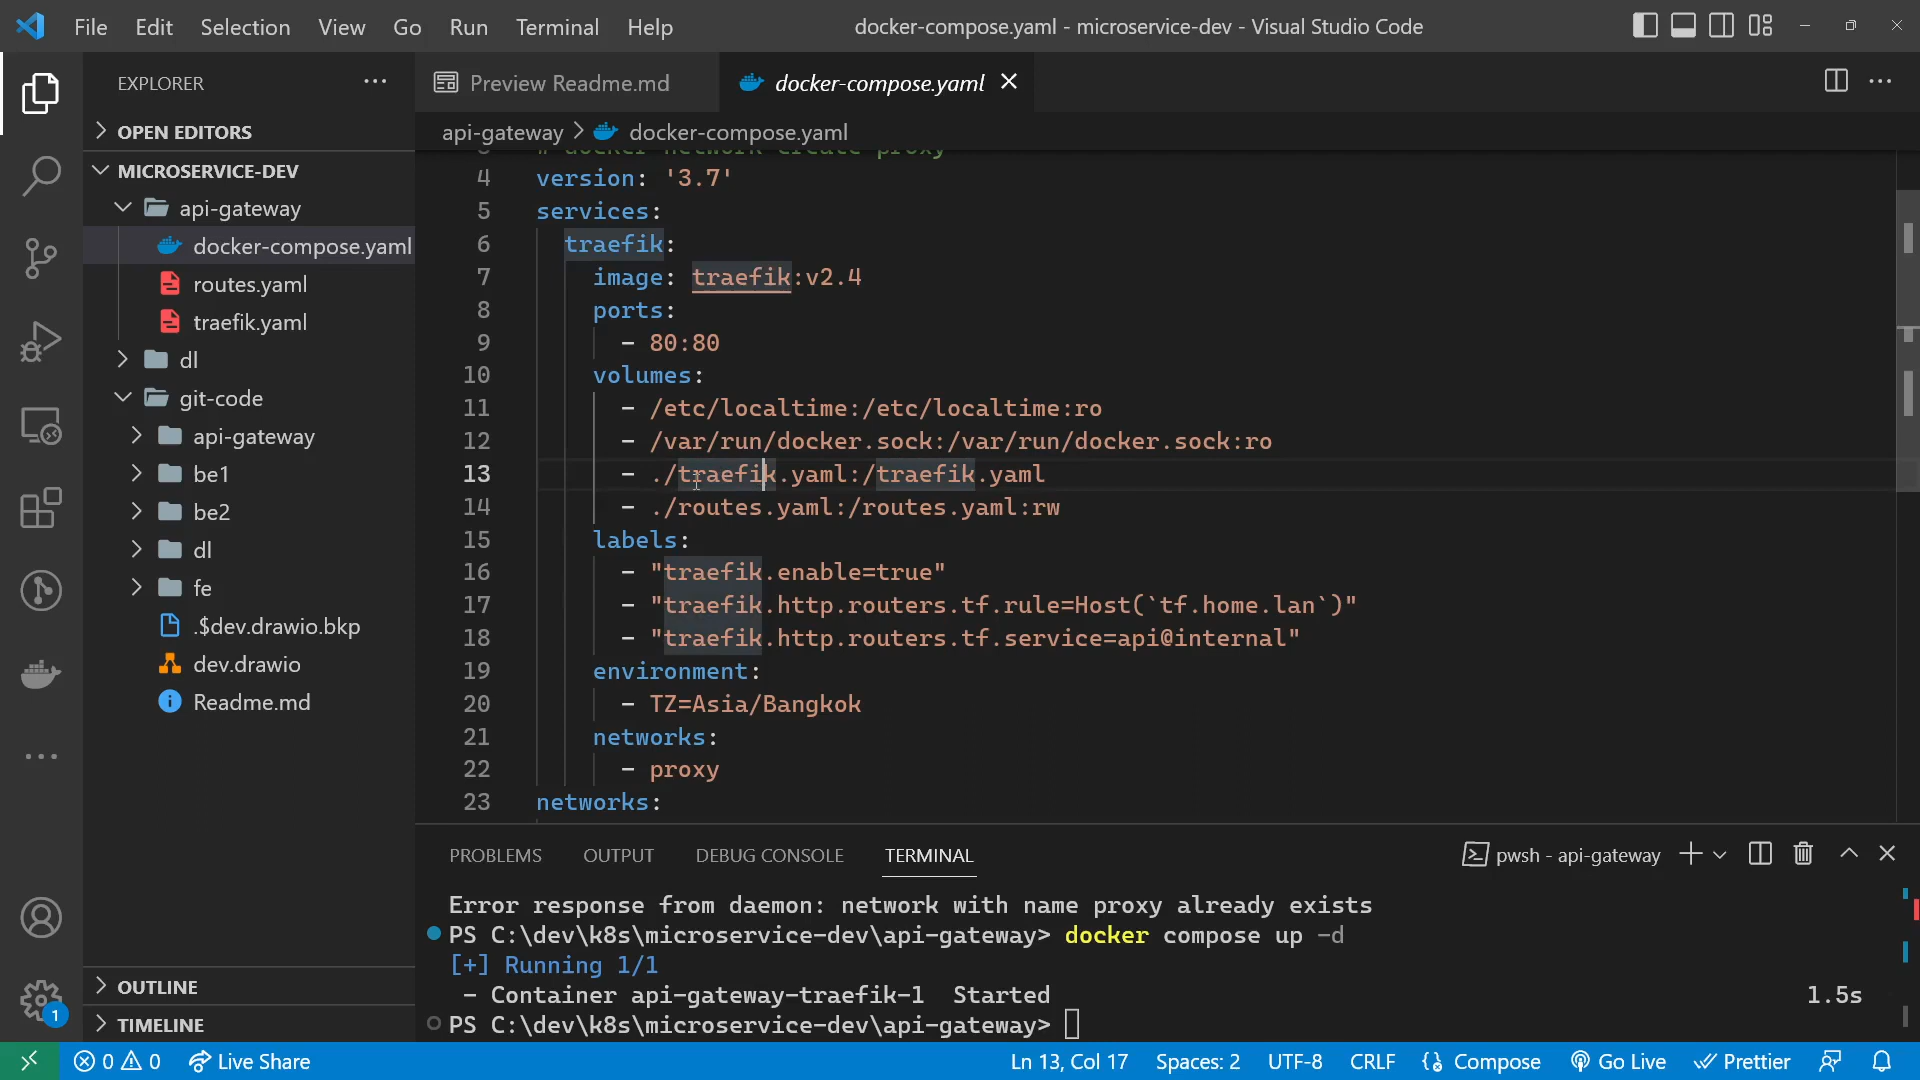 File Edit Selection View Go Run Terminal Help
docker-compose.yaml - microservice-dev - Visual Studio Code
EXPLORER
OPEN EDITORS
MICROSERVICE-DEV
api-gateway
docker-compose.yaml
routes.yaml
traefik.yaml
dl
git-code
api-gateway
be1
be2
dl
fe
.$dev.drawio.bkp
dev.drawio
Readme.md
OUTLINE
TIMELINE
1
Preview Readme.md
docker-compose.yaml
api-gateway > docker-compose.yaml
3 # docker network create proxy
4 version: '3.7'
5 services:
6 traefik:
7 image: traefik:v2.4
8 ports:
9 - 80:80
10 volumes:
11 - /etc/localtime:/etc/localtime:ro
12 - /var/run/docker.sock:/var/run/docker.sock:ro
13 - ./traefik.yaml:/traefik.yaml
14 - ./routes.yaml:/routes.yaml:rw
15 labels:
16 - "traefik.enable=true"
17 - "traefik.http.routers.tf.rule=Host(`tf.home.lan`)"
18 - "traefik.http.routers.tf.service=api@internal"
19 environment:
20 - TZ=Asia/Bangkok
21 networks:
22 - proxy
23 networks:
PROBLEMS OUTPUT DEBUG CONSOLE TERMINAL
pwsh - api-gateway
Error response from daemon: network with name proxy already exists
PS C:\dev\k8s\microservice-dev\api-gateway> docker compose up -d
[+] Running 1/1
- Container api-gateway-traefik-1 Started 1.5s
PS C:\dev\k8s\microservice-dev\api-gateway>
0 0 Live Share
Ln 13, Col 17 Spaces: 2 UTF-8 CRLF Compose Go Live Prettier